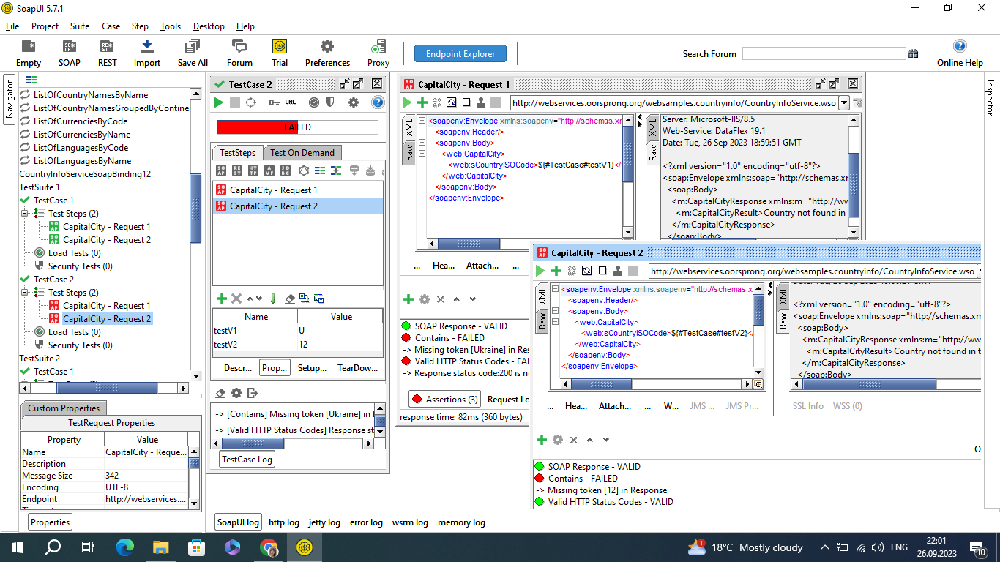 SoapUI 5.7.1
File Project Suite Case Step Tools Desktop Help
Empty SOAP REST Import Save All Forum Trial Preferences Proxy
Endpoint Explorer
Search Forum
Online Help
Navigator
ListOfCountryNamesByName
ListOfCountryNamesGroupedByContine
ListOfCurrenciesByCode
ListOfCurrenciesByName
ListOfLanguagesByCode
ListOfLanguagesByName
CountryInfoServiceSoapBinding12
TestSuite 1
TestCase 1
Test Steps (2)
CapitalCity - Request 1
CapitalCity - Request 2
Load Tests (0)
Security Tests (0)
TestCase 2
Test Steps (2)
CapitalCity - Request 1
CapitalCity - Request 2
Load Tests (0)
Security Tests (0)
TestSuite 2
TestCase 1
Custom Properties
TestRequest Properties
Property Value
Name CapitalCity - Reque...
Description
Message Size 342
Encoding UTF-8
Endpoint http://webservices....
Properties
TestCase 2
URL
FAILED
TestSteps Test On Demand
CapitalCity - Request 1
CapitalCity - Request 2
Name Value
testV1 U
testV2 12
Descr... Prop... Setup... TearDow...
-> [Contains] Missing token [Ukraine] in
-> [Valid HTTP Status Codes] Response st
TestCase Log
CapitalCity - Request 1
http://webservices.oorsprong.org/websamples.countryinfo/CountryInfoService.wso
XML
Raw
<soapenv:Envelope xmlns:soapenv="http://schemas.xm
<soapenv:Header/>
<soapenv:Body>
<web:CapitalCity>
<web:sCountryISOCode>${#TestCase#testV1}</
</web:CapitalCity>
</soapenv:Body>
</soapenv:Envelope>
XML
Raw
Server: Microsoft-IIS/8.5
Web-Service: DataFlex 19.1
Date: Tue, 26 Sep 2023 18:59:51 GMT
<?xml version="1.0" encoding="utf-8"?>
<soap:Envelope xmlns:soap="http://schemas.xm
<soap:Body>
<m:CapitalCityResponse xmlns:m="http://ww
<m:CapitalCityResult>Country not found in
</m:CapitalCityResponse>
</soap:Body>
... Hea... Attach... ...
SOAP Response - VALID
Contains - FAILED
-> Missing token [Ukraine] in Res
Valid HTTP Status Codes - FAI
-> Response status code:200 is n
Assertions (3) Request Lo
response time: 82ms (360 bytes)
CapitalCity - Request 2
http://webservices.oorsprong.org/websamples.countryinfo/CountryInfoService.wso
XML
Raw
<soapenv:Envelope xmlns:soapenv="http://schemas.xm
<soapenv:Header/>
<soapenv:Body>
<web:CapitalCity>
<web:sCountryISOCode>${#TestCase#testV2}</
</web:CapitalCity>
</soapenv:Body>
</soapenv:Envelope>
XML
Raw
<?xml version="1.0" encoding="utf-8"?>
<soap:Envelope xmlns:soap="http://schemas.xm
<soap:Body>
<m:CapitalCityResponse xmlns:m="http://ww
<m:CapitalCityResult>Country not found in t
</m:CapitalCityResponse>
</soap:Body>
... Hea... Attach... ... W... JMS ... JMS Pr...
SSL Info WSS (0)
O
SOAP Response - VALID
Contains - FAILED
-> Missing token [12] in Response
Valid HTTP Status Codes - VALID
Inspector
SoapUI log http log jetty log error log wsrm log memory log
1
18°C Mostly cloudy
ENG
22:01
26.09.2023
10